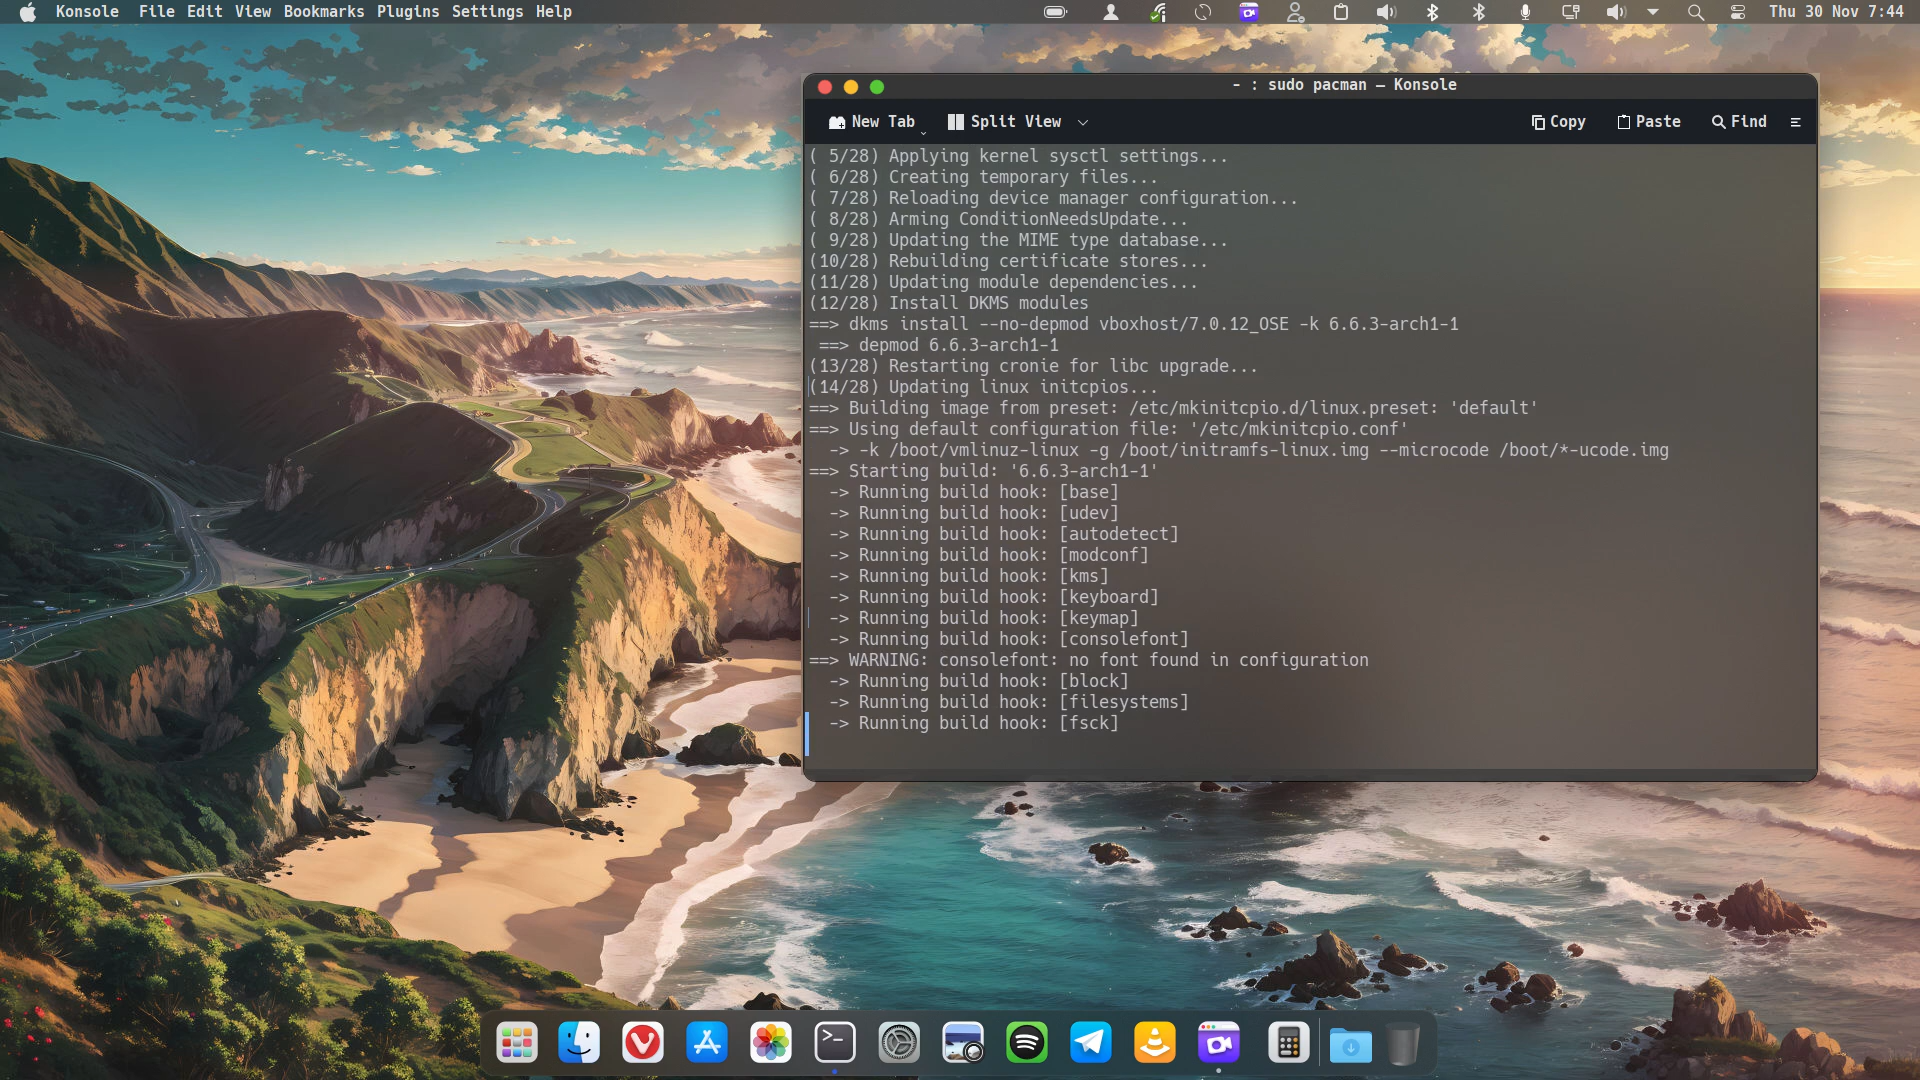 Konsole File Edit View Bookmarks Plugins Settings Help
Thu 30 Nov 7:44
- : sudo pacman — Konsole
New Tab Split View Copy Paste Find
( 5/28) Applying kernel sysctl settings...
( 6/28) Creating temporary files...
( 7/28) Reloading device manager configuration...
( 8/28) Arming ConditionNeedsUpdate...
( 9/28) Updating the MIME type database...
(10/28) Rebuilding certificate stores...
(11/28) Updating module dependencies...
(12/28) Install DKMS modules
==> dkms install --no-depmod vboxhost/7.0.12_OSE -k 6.6.3-arch1-1
==> depmod 6.6.3-arch1-1
(13/28) Restarting cronie for libc upgrade...
(14/28) Updating linux initcpios...
==> Building image from preset: /etc/mkinitcpio.d/linux.preset: 'default'
==> Using default configuration file: '/etc/mkinitcpio.conf'
-> -k /boot/vmlinuz-linux -g /boot/initramfs-linux.img --microcode /boot/*-ucode.img
==> Starting build: '6.6.3-arch1-1'
-> Running build hook: [base]
-> Running build hook: [udev]
-> Running build hook: [autodetect]
-> Running build hook: [modconf]
-> Running build hook: [kms]
-> Running build hook: [keyboard]
-> Running build hook: [keymap]
-> Running build hook: [consolefont]
==> WARNING: consolefont: no font found in configuration
-> Running build hook: [block]
-> Running build hook: [filesystems]
-> Running build hook: [fsck]